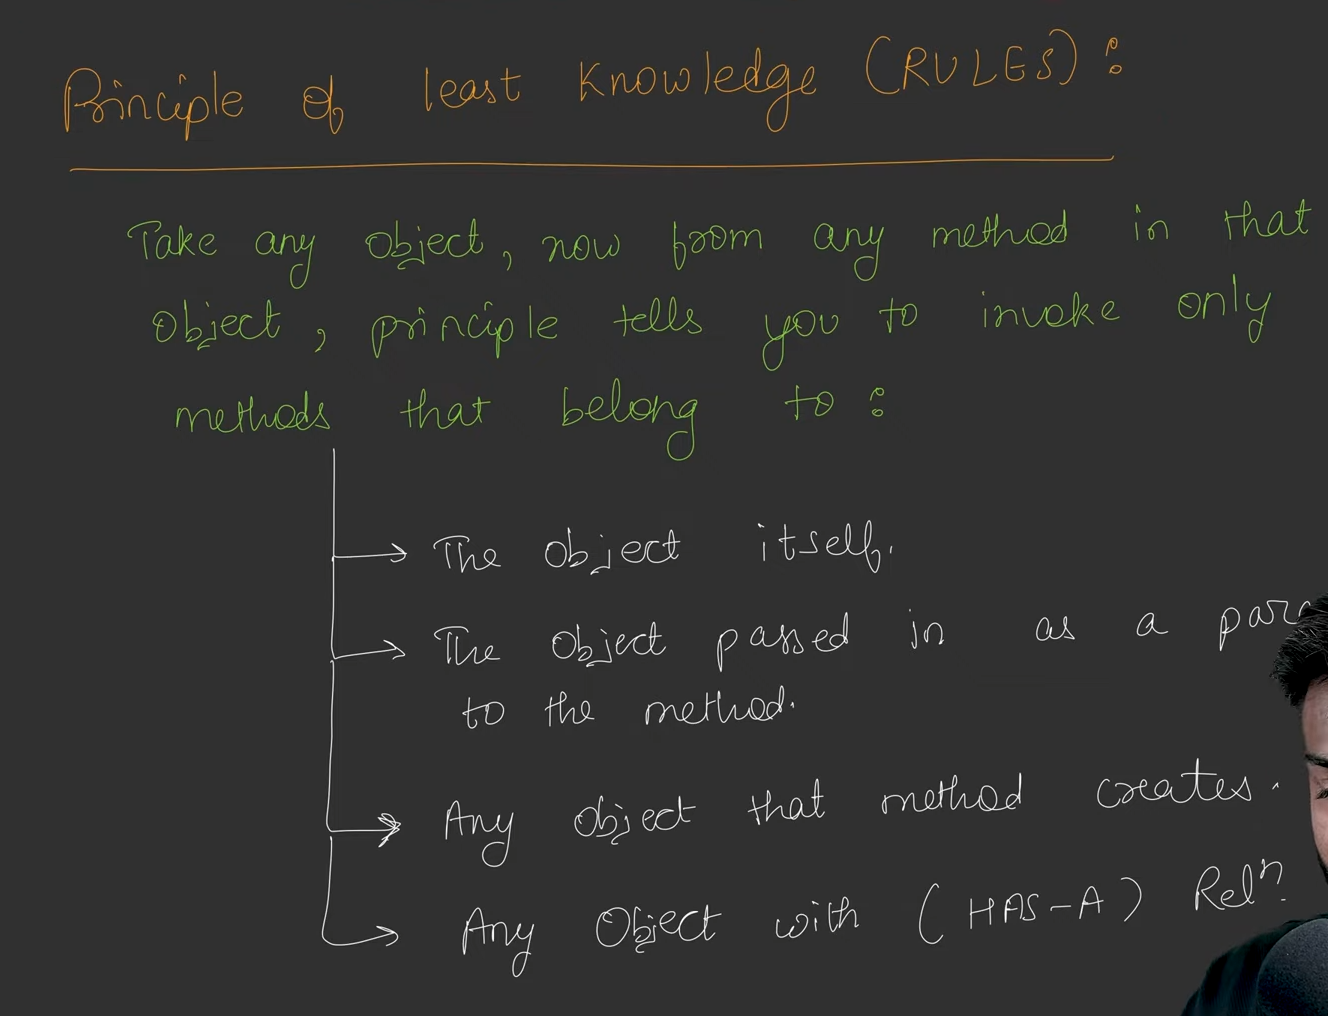 Principle of least Knowledge (RULES) :
Take any object, now from any method in that
object, principle tells you to invoke only
methods that belong to :
The object itself.
The object passed in as a
to the method.
Any object that method creates.
Any Object with (HAS-A) Relⁿ.